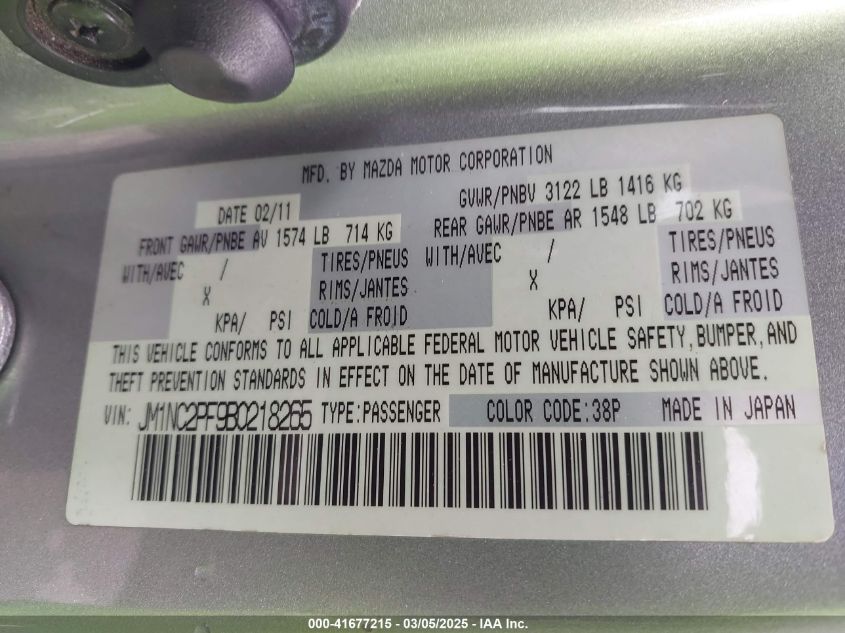 MFD. BY MAZDA MOTOR CORPORATION
DATE 02/11 GVWR/PNBV 3122 LB 1416 KG
FRONT GAWR/PNBE AV 1574 LB 714 KG REAR GAWR/PNBE AR 1548 LB 702 KG
WITH/AVEC / TIRES/PNEUS WITH/AVEC / TIRES/PNEUS
X RIMS/JANTES X RIMS/JANTES
KPA/ PSI COLD/A FROID KPA/ PSI COLD/A FROID
THIS VEHICLE CONFORMS TO ALL APPLICABLE FEDERAL MOTOR VEHICLE SAFETY, BUMPER, AND
THEFT PREVENTION STANDARDS IN EFFECT ON THE DATE OF MANUFACTURE SHOWN ABOVE.
VIN: JM1NC2PF9B0218265 TYPE:PASSENGER COLOR CODE:38P MADE IN JAPAN
000-41677215 - 03/05/2025 - IAA Inc.